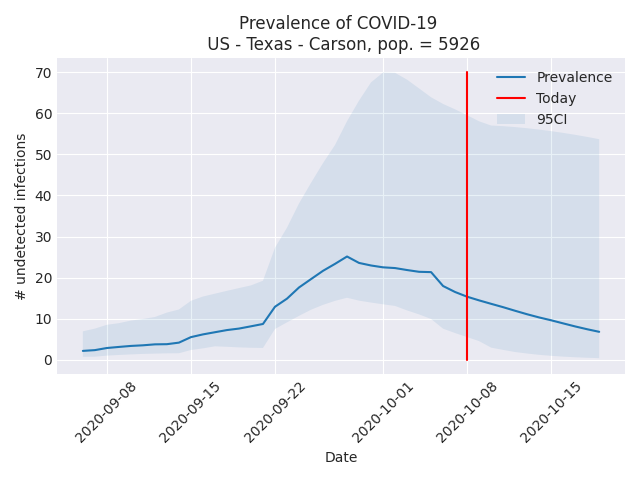 Prevalence of COVID-19
US - Texas - Carson, pop. = 5926
# undetected infections
70
60
50
40
30
20
10
0
Prevalence
Today
95CI
2020-09-08
2020-09-15
2020-09-22
2020-10-01
2020-10-08
2020-10-15
Date